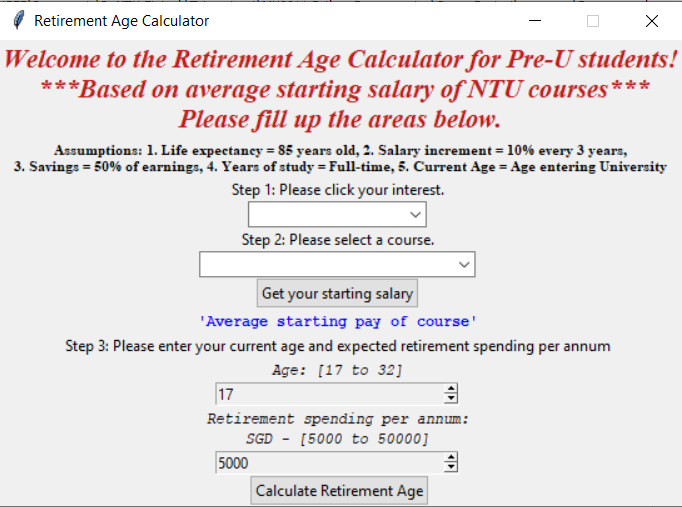 Retirement Age Calculator
Welcome to the Retirement Age Calculator for Pre-U students!
***Based on average starting salary of NTU courses***
Please fill up the areas below.
Assumptions: 1. Life expectancy = 85 years old, 2. Salary increment = 10% every 3 years,
3. Savings = 50% of earnings, 4. Years of study = Full-time, 5. Current Age = Age entering University
Step 1: Please click your interest.
Step 2: Please select a course.
Get your starting salary
'Average starting pay of course'
Step 3: Please enter your current age and expected retirement spending per annum
Age: [17 to 32]
17
Retirement spending per annum:
SGD - [5000 to 50000]
5000
Calculate Retirement Age